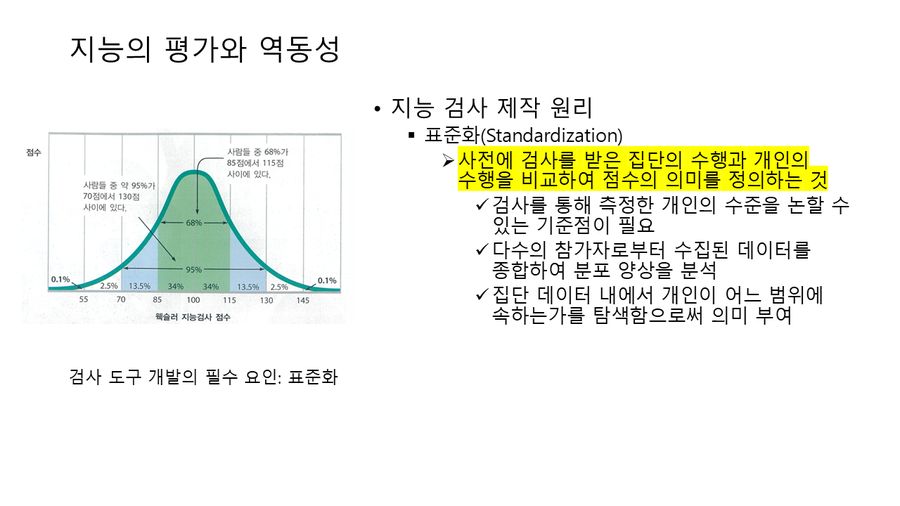 지능의 평가와 역동성
점수
사람들 중 68%가
85점에서 115점
사이에 있다.
사람들 중 약 95%가
70점에서 130점
사이에 있다.
68%
95%
0.1%
2.5%
13.5%
34%
34%
13.5%
2.5%
0.1%
55
70
85
100
115
130
145
웩슬러 지능검사 점수
검사 도구 개발의 필수 요인: 표준화
• 지능 검사 제작 원리
▪ 표준화(Standardization)
➢ 사전에 검사를 받은 집단의 수행과 개인의
수행을 비교하여 점수의 의미를 정의하는 것
✓ 검사를 통해 측정한 개인의 수준을 논할 수
있는 기준점이 필요
✓ 다수의 참가자로부터 수집된 데이터를
종합하여 분포 양상을 분석
✓ 집단 데이터 내에서 개인이 어느 범위에
속하는가를 탐색함으로써 의미 부여